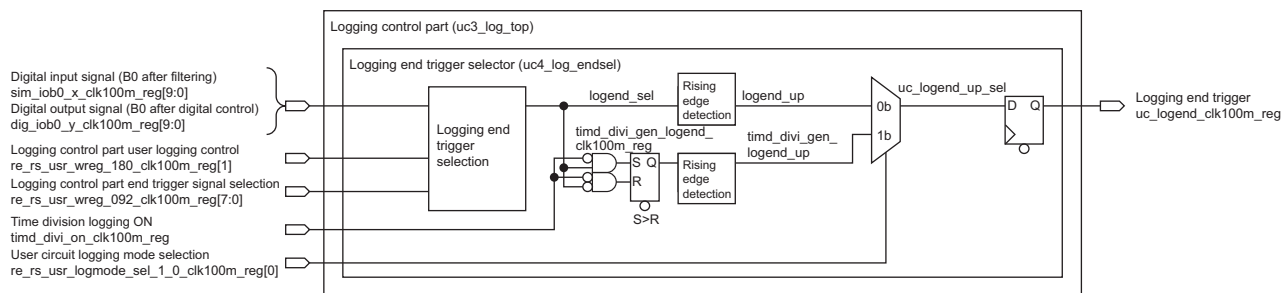 Logging control part (uc3_log_top)
Logging end trigger selector (uc4_log_endsel)
Digital input signal (B0 after filtering)
sim_iob0_x_clk100m_reg[9:0]
Digital output signal (B0 after digital control)
dig_iob0_y_clk100m_reg[9:0]
Logging control part user logging control
re_rs_usr_wreg_180_clk100m_reg[1]
Logging control part end trigger signal selection
re_rs_usr_wreg_092_clk100m_reg[7:0]
Time division logging ON
timd_divi_on_clk100m_reg
User circuit logging mode selection
re_rs_usr_logmode_sel_1_0_clk100m_reg[0]
Logging end
trigger
selection
logend_sel
Rising
edge
detection
logend_up
timd_divi_gen_logend_
clk100m_reg
S Q
R
S>R
Rising
edge
detection
timd_divi_gen_
logend_up
0b
1b
uc_logend_up_sel
D Q
Logging end trigger
uc_logend_clk100m_reg